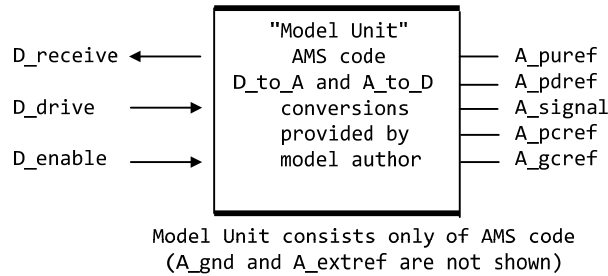 "Model Unit"
D_receive AMS code A_puref
D_to_A and A_to_D A_pdref
D_drive conversions A_signal
provided by A_pcref
D_enable model author A_gcref
Model Unit consists only of AMS code
(A_gnd and A_extref are not shown)